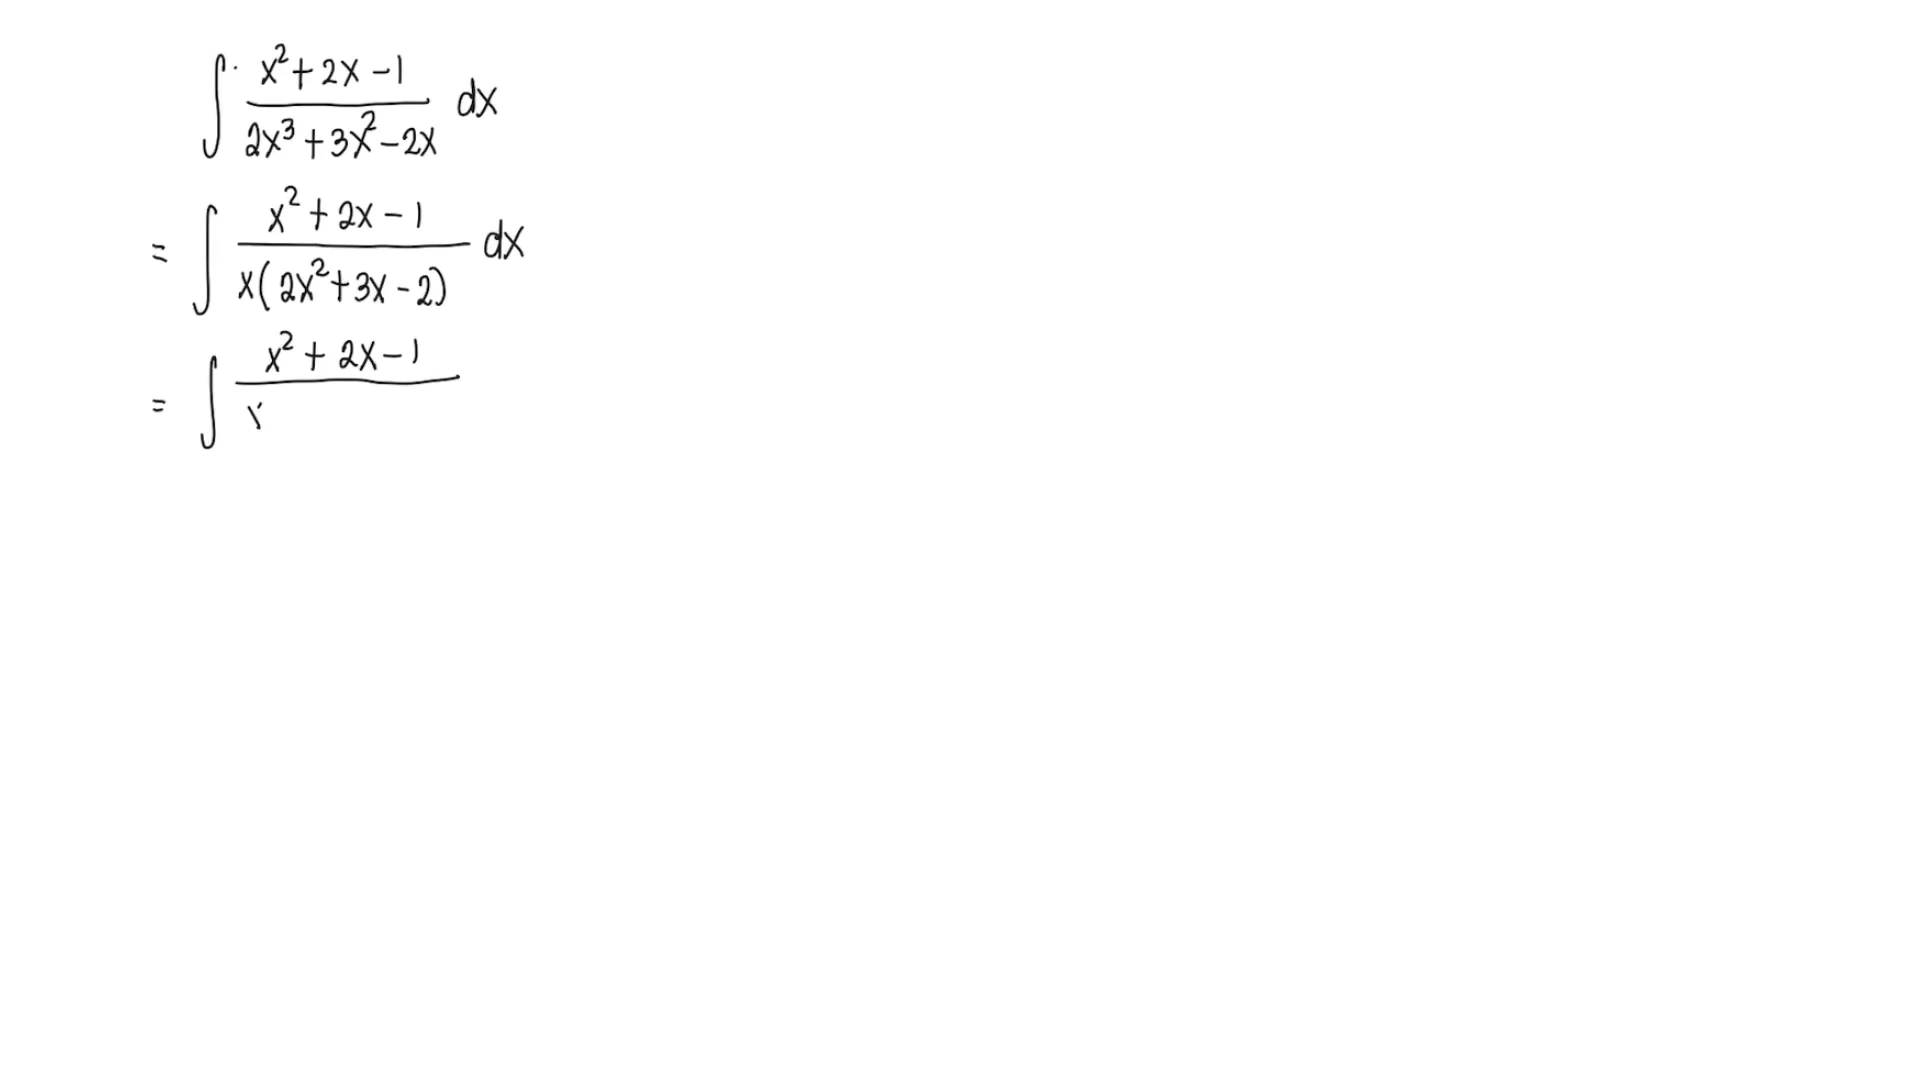 ∫ (x² + 2x - 1)/(2x³ + 3x² - 2x) dx
= ∫ (x² + 2x - 1)/(x(2x² + 3x - 2)) dx
= ∫ (x² + 2x - 1)/